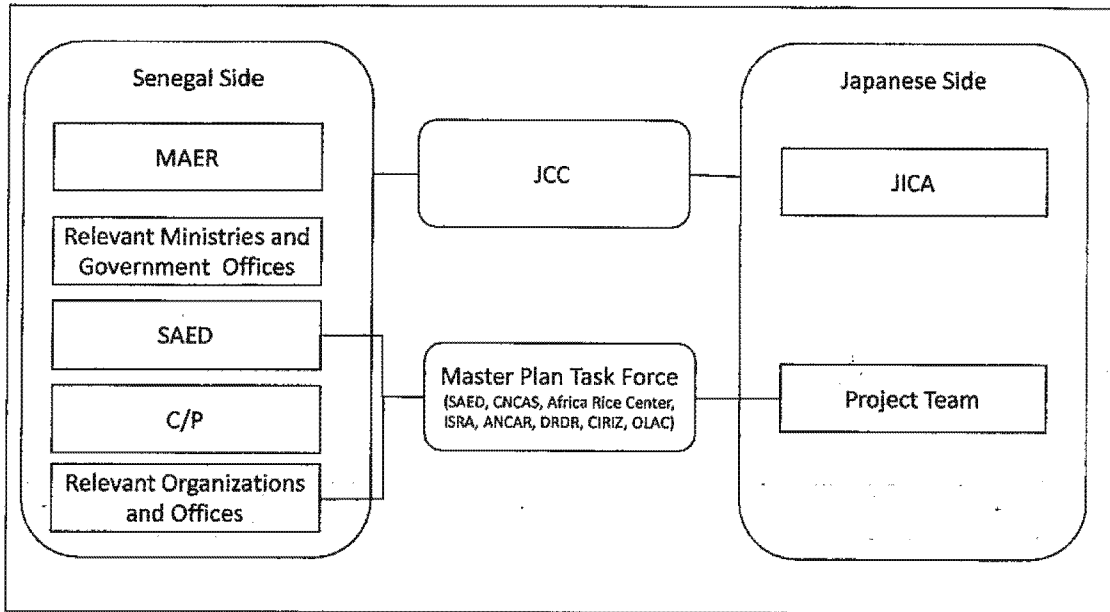 Senegal Side
MAER
Relevant Ministries and
Government Offices
SAED
C/P
Relevant Organizations
and Offices
JCC
Master Plan Task Force
(SAED, CNCAS, Africa Rice Center,
ISRA, ANCAR, DRDR, CIRIZ, OLAC)
Japanese Side
JICA
Project Team